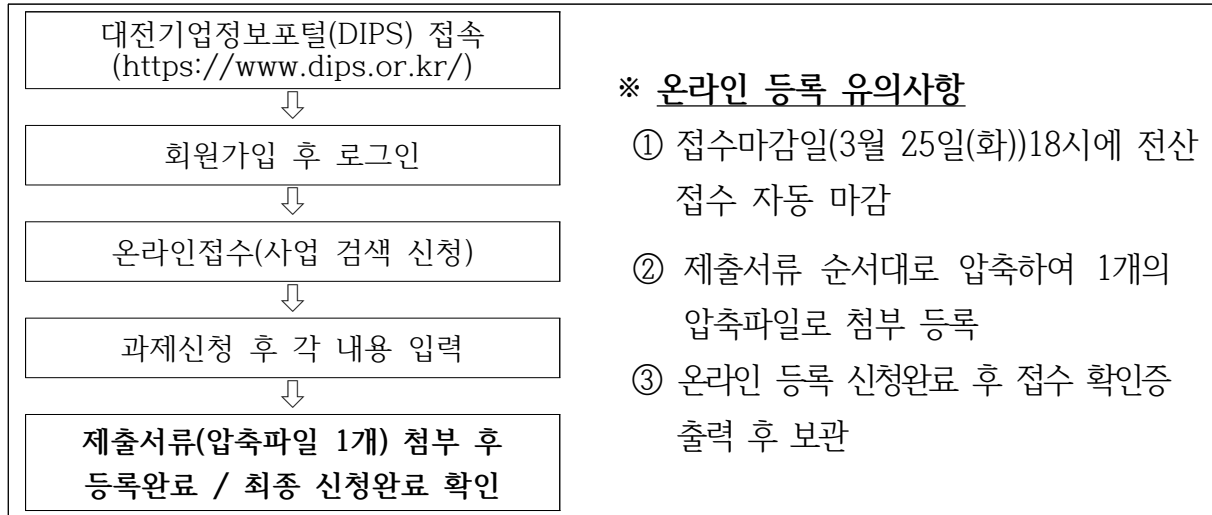 대전기업정보포털(DIPS) 접속
(https://www.dips.or.kr/)
⇩
회원가입 후 로그인
⇩
온라인접수(사업 검색 신청)
⇩
과제신청 후 각 내용 입력
⇩
제출서류(압축파일 1개) 첨부 후
등록완료 / 최종 신청완료 확인
※ 온라인 등록 유의사항
① 접수마감일(3월 25일(화))18시에 전산
접수 자동 마감
② 제출서류 순서대로 압축하여 1개의
압축파일로 첨부 등록
③ 온라인 등록 신청완료 후 접수 확인증
출력 후 보관